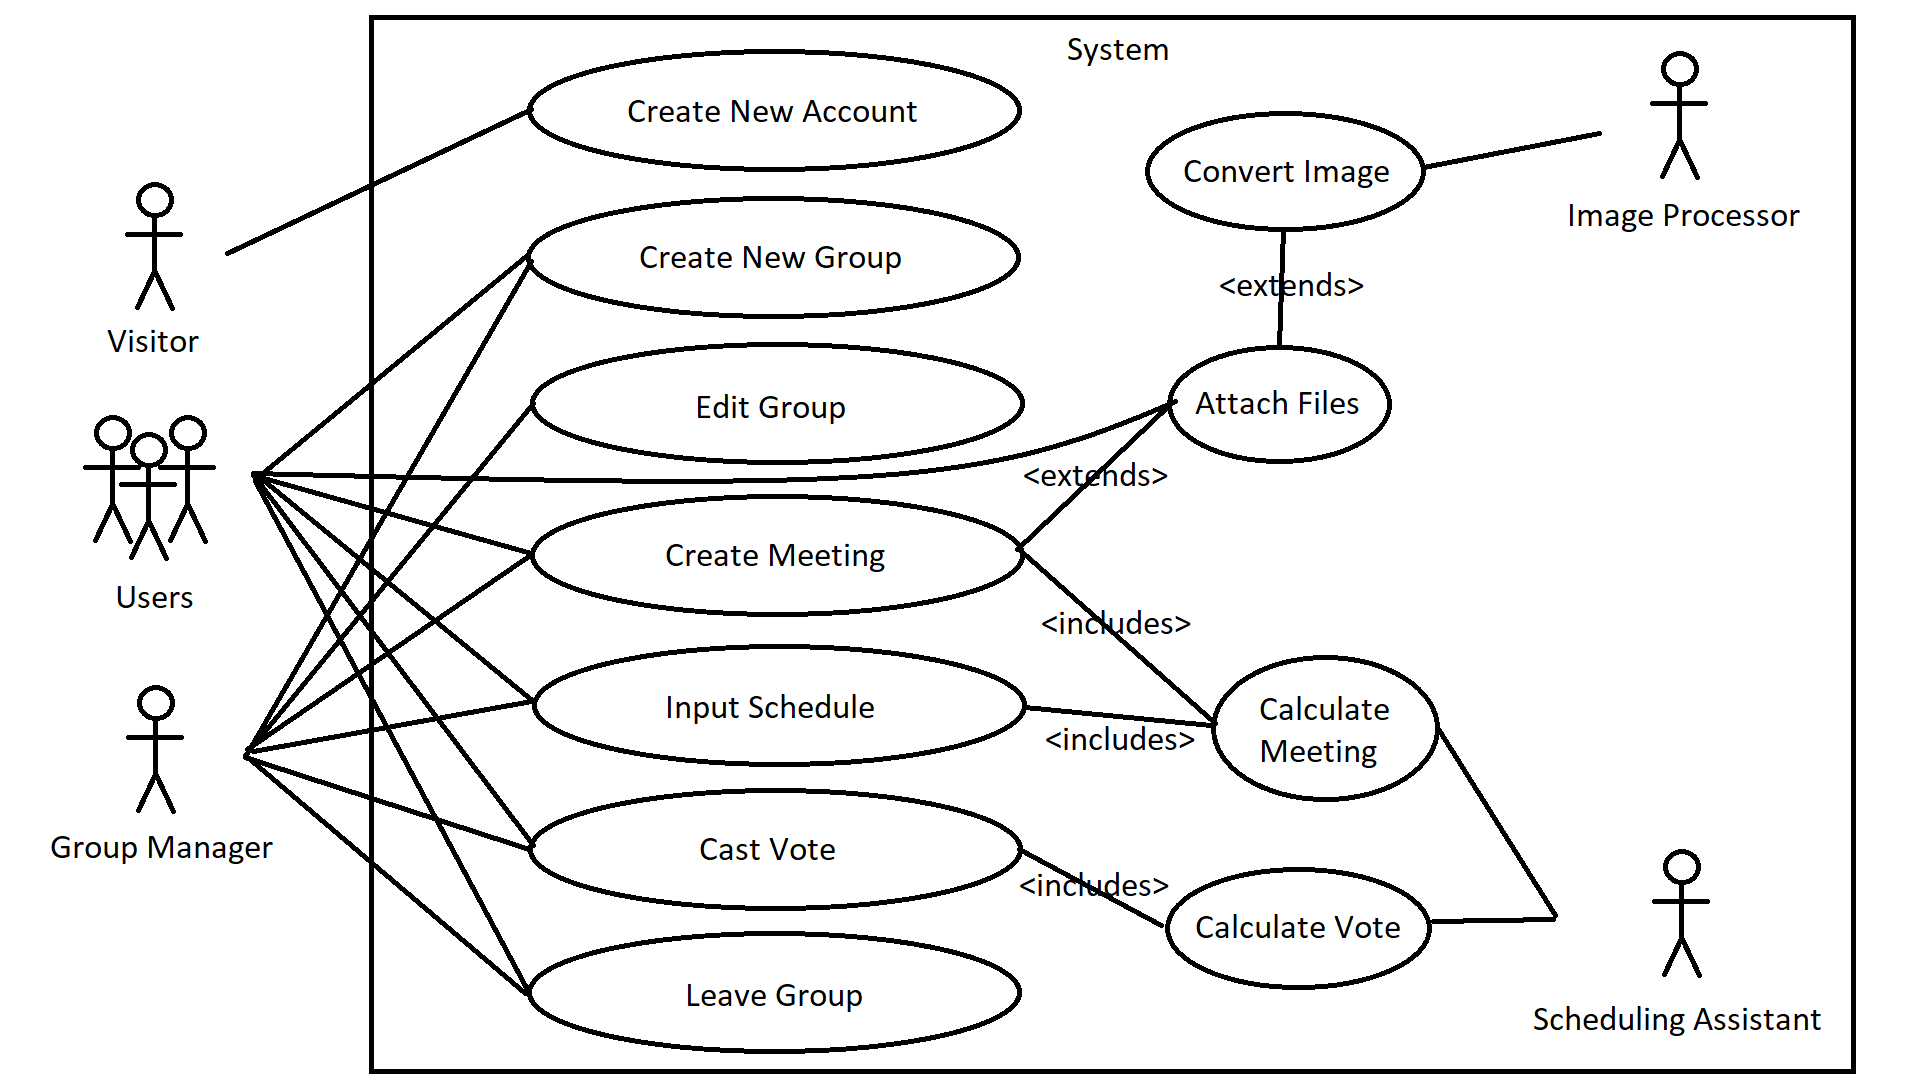 System
Create New Account
Convert Image
Image Processor
Create New Group
<extends>
Visitor
Edit Group
Attach Files
<extends>
Create Meeting
Users
<includes>
Input Schedule
Calculate
Meeting
<includes>
Group Manager
Cast Vote
<includes>
Calculate Vote
Leave Group
Scheduling Assistant